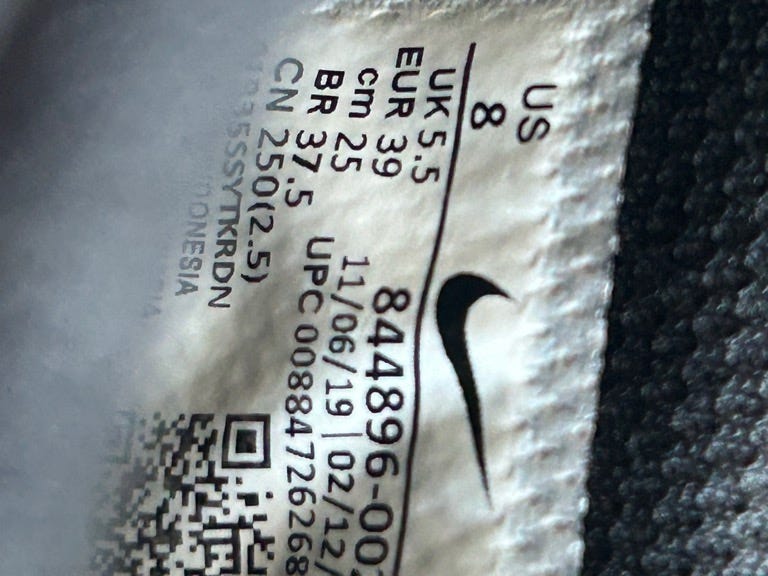 US
8
UK 5.5
EUR 39
cm 25
BR 37.5
CN 250(2.5)
SSYTKRDN
844896-00
11/06/19 | 02/12/
UPC 00884726268